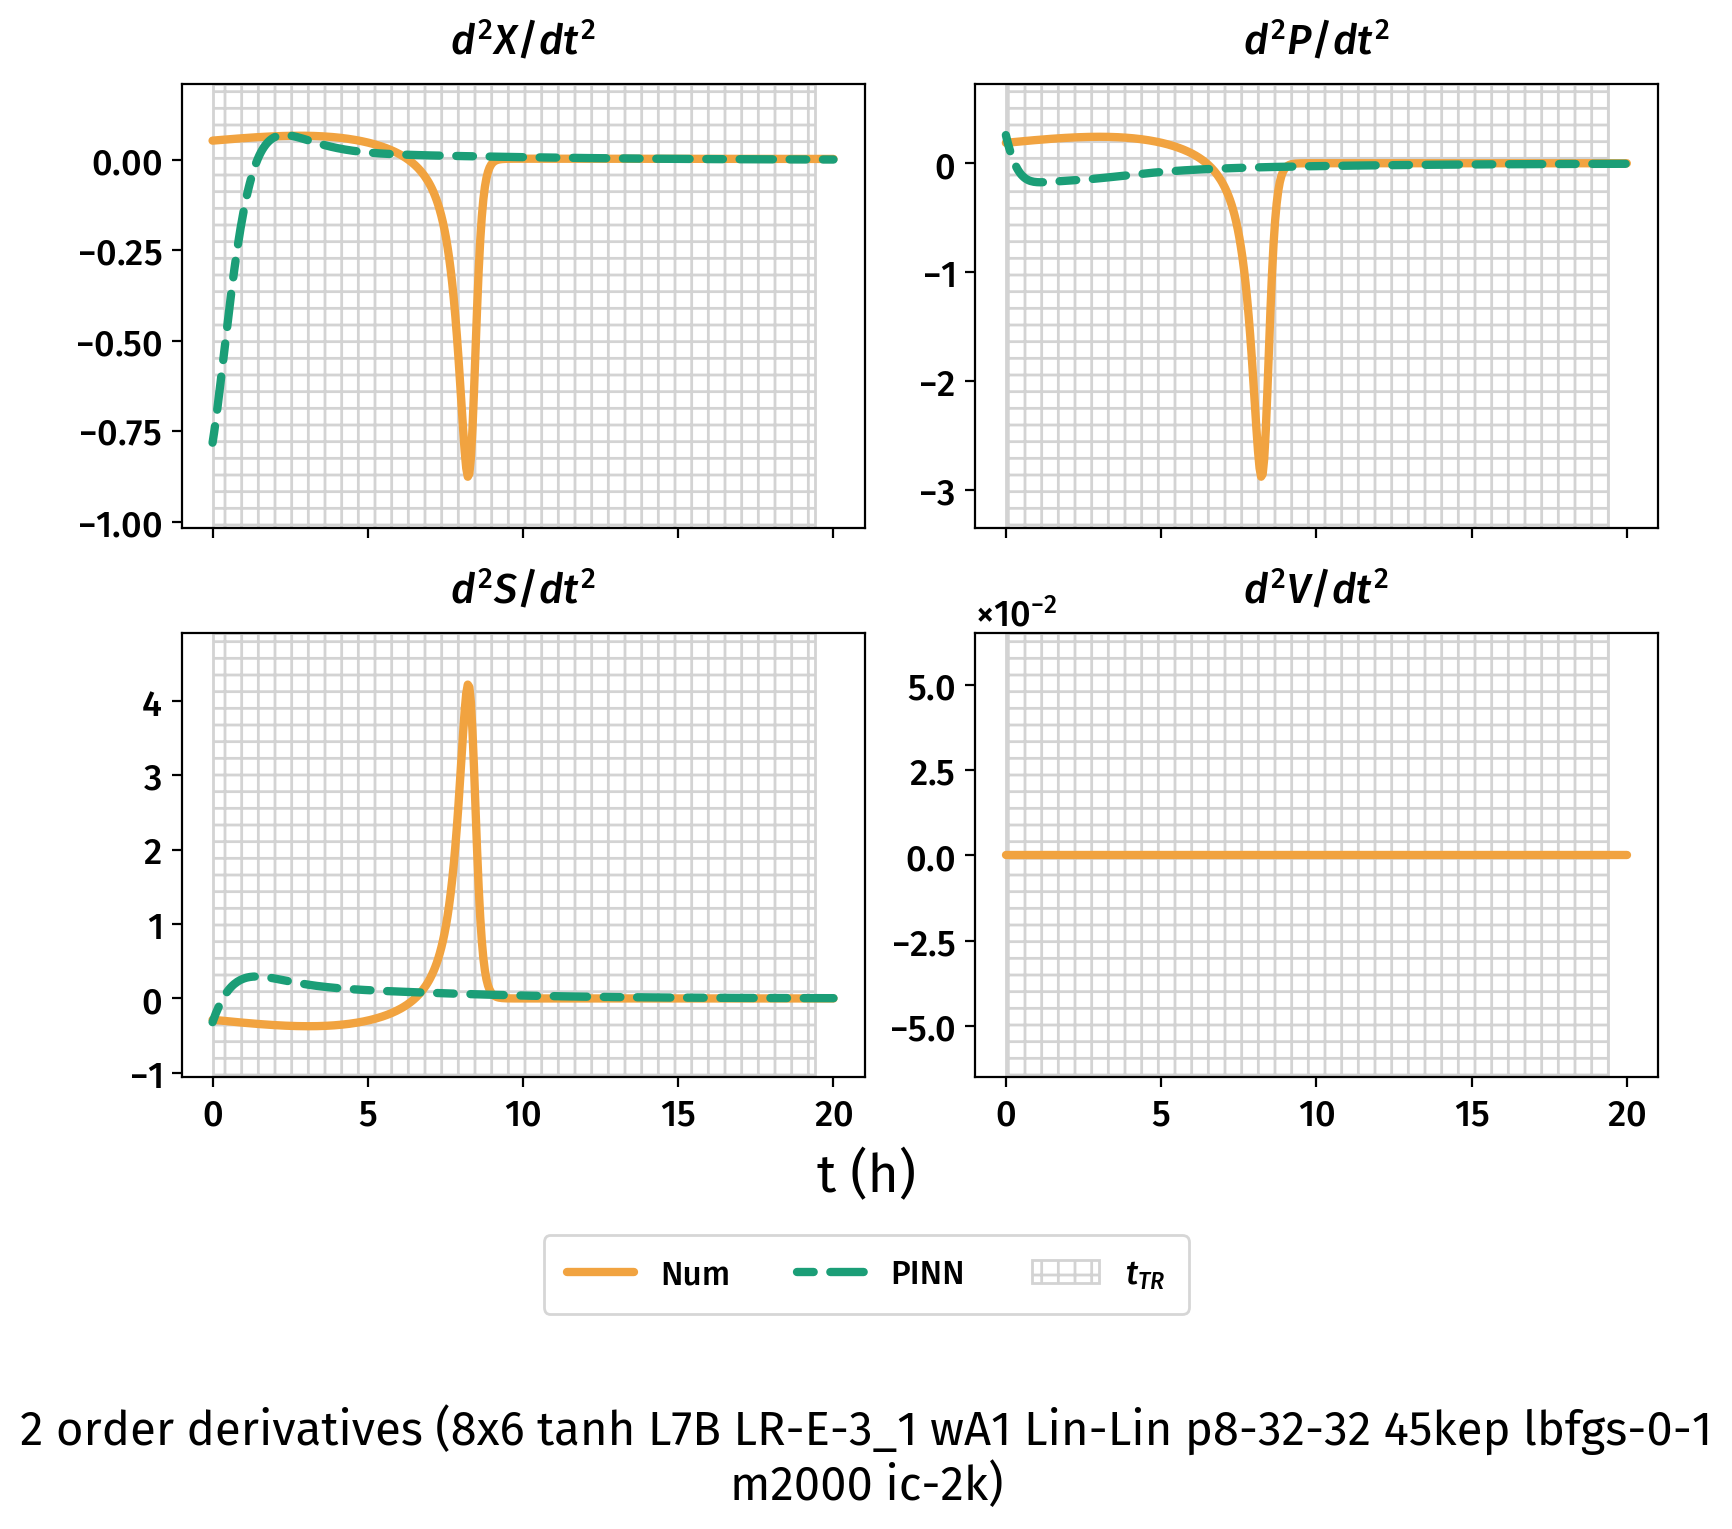 d²X/dt²
d²P/dt²
0.00
−0.25
−0.50
−0.75
−1.00
0
−1
−2
−3
d²S/dt²
d²V/dt²
×10⁻²
4
3
2
1
0
−1
5.0
2.5
0.0
−2.5
−5.0
0 5 10 15 20
0 5 10 15 20
t (h)
Num PINN t_TR
2 order derivatives (8x6 tanh L7B LR-E-3_1 wA1 Lin-Lin p8-32-32 45kep lbfgs-0-1
m2000 ic-2k)